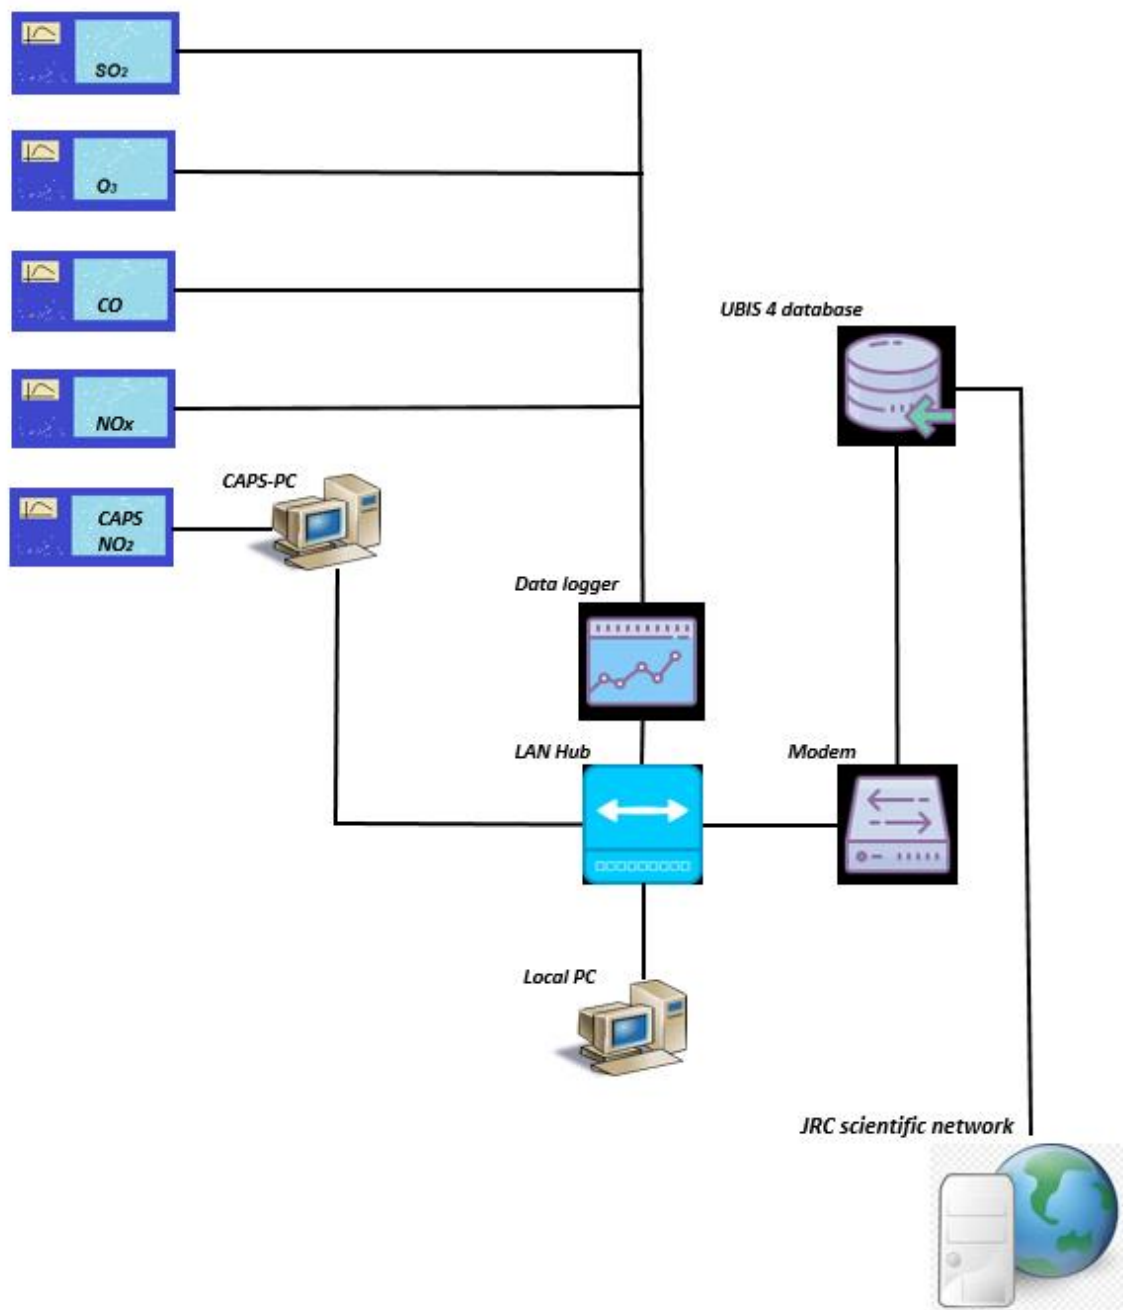 SO₂
O₃
CO
UBIS 4 database
NOx
CAPS-PC
CAPS
NO₂
Data logger
LAN Hub
Modem
Local PC
JRC scientific network